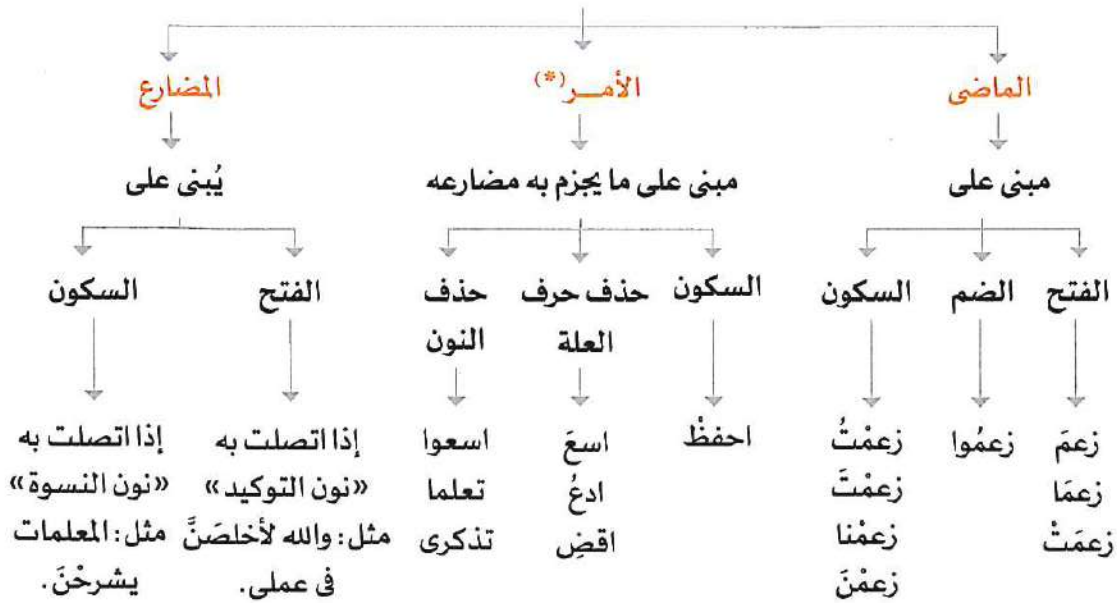 الماضى
الأمـر (*)
المضارع
مبنى على
مبنى على ما يجزم به مضارعه
يُبنى على
الفتح
الضم
السكون
السكون
حذف حرف
العلة
حذف
النون
الفتح
السكون
زعمَ
زعمَا
زعمَتْ
زعمُوا
زعمْتُ
زعمْتَ
زعمْنا
زعمْنَ
احفظْ
اسعَ
ادعُ
اقضِ
اسعوا
تعلما
تذكرى
إذا اتصلت به
«نون التوكيد»
مثل: والله لأخلصَنَّ
فى عملى.
إذا اتصلت به
«نون النسوة»
مثل: المعلمات
يشرحْنَ.